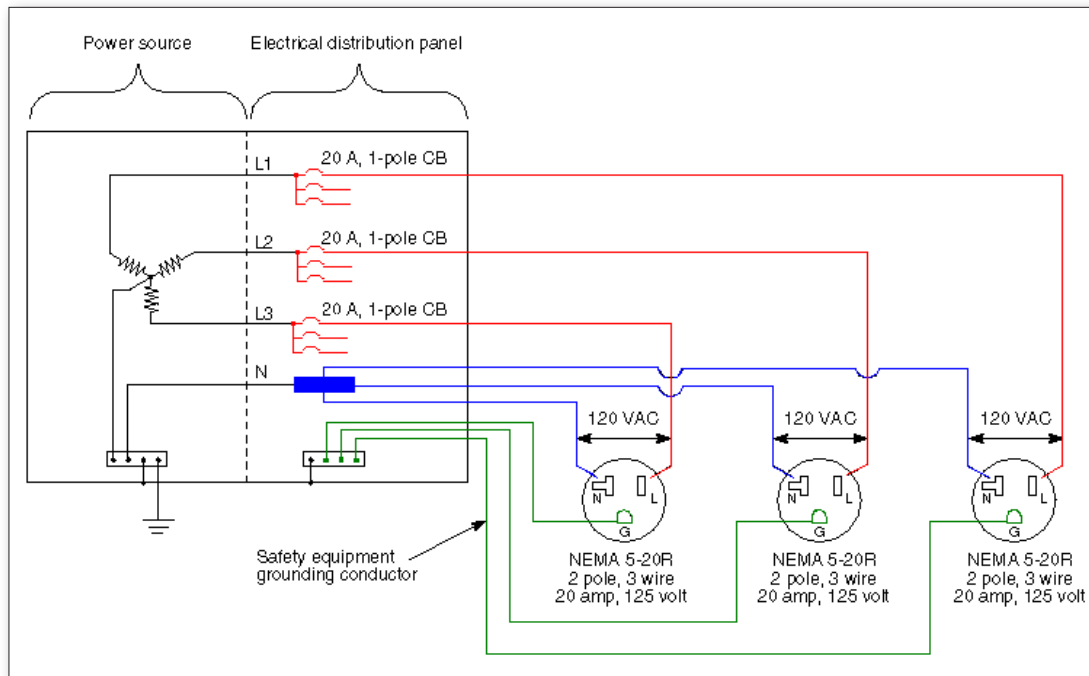 Power source
Electrical distribution panel
L1
20 A, 1-pole CB
L2
20 A, 1-pole CB
L3
20 A, 1-pole CB
N
120 VAC
120 VAC
120 VAC
N
L
G
N
L
G
N
L
G
Safety equipment
grounding conductor
NEMA 5-20R
2 pole, 3 wire
20 amp, 125 volt
NEMA 5-20R
2 pole, 3 wire
20 amp, 125 volt
NEMA 5-20R
2 pole, 3 wire
20 amp, 125 volt